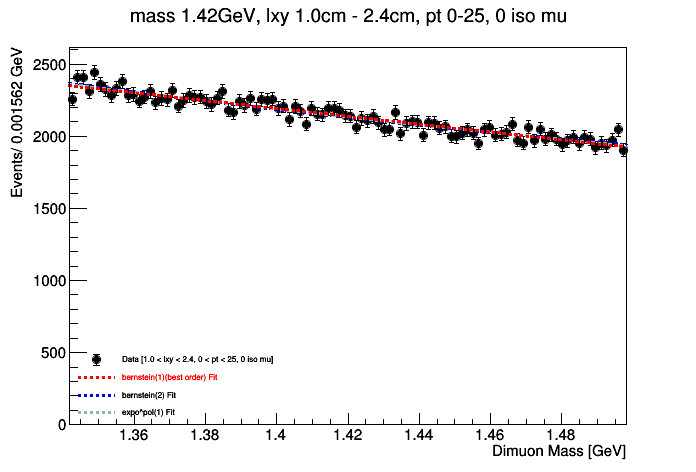 mass 1.42GeV, lxy 1.0cm - 2.4cm, pt 0-25, 0 iso mu
Events/ 0.001562 GeV
2500
2000
1500
1000
500
0
Data [1.0 < lxy < 2.4, 0 < pt < 25, 0 iso mu]
bernstein(1)(best order) Fit
bernstein(2) Fit
expo^pol(1) Fit
1.36 1.38 1.4 1.42 1.44 1.46 1.48
Dimuon Mass [GeV]